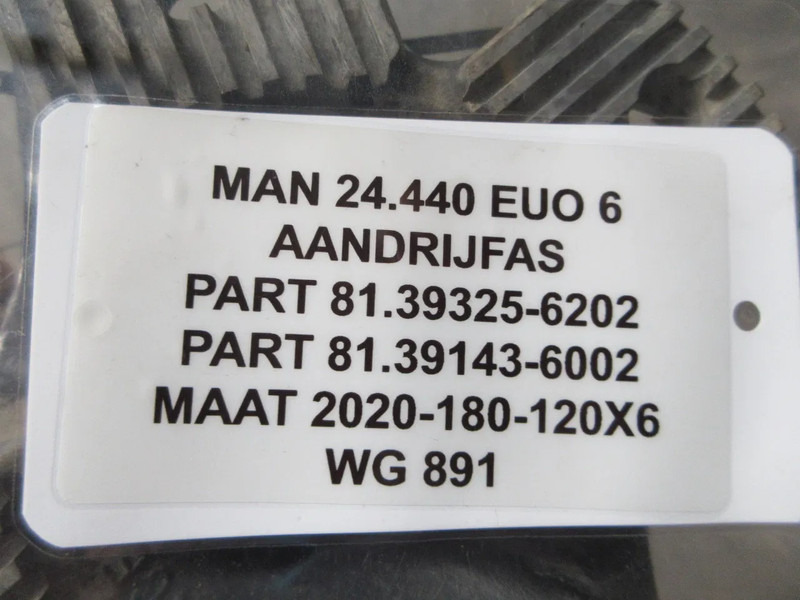 MAN 24.440 EUO 6
AANDRIJFAS
PART 81.39325-6202
PART 81.39143-6002
MAAT 2020-180-120X6
WG 891